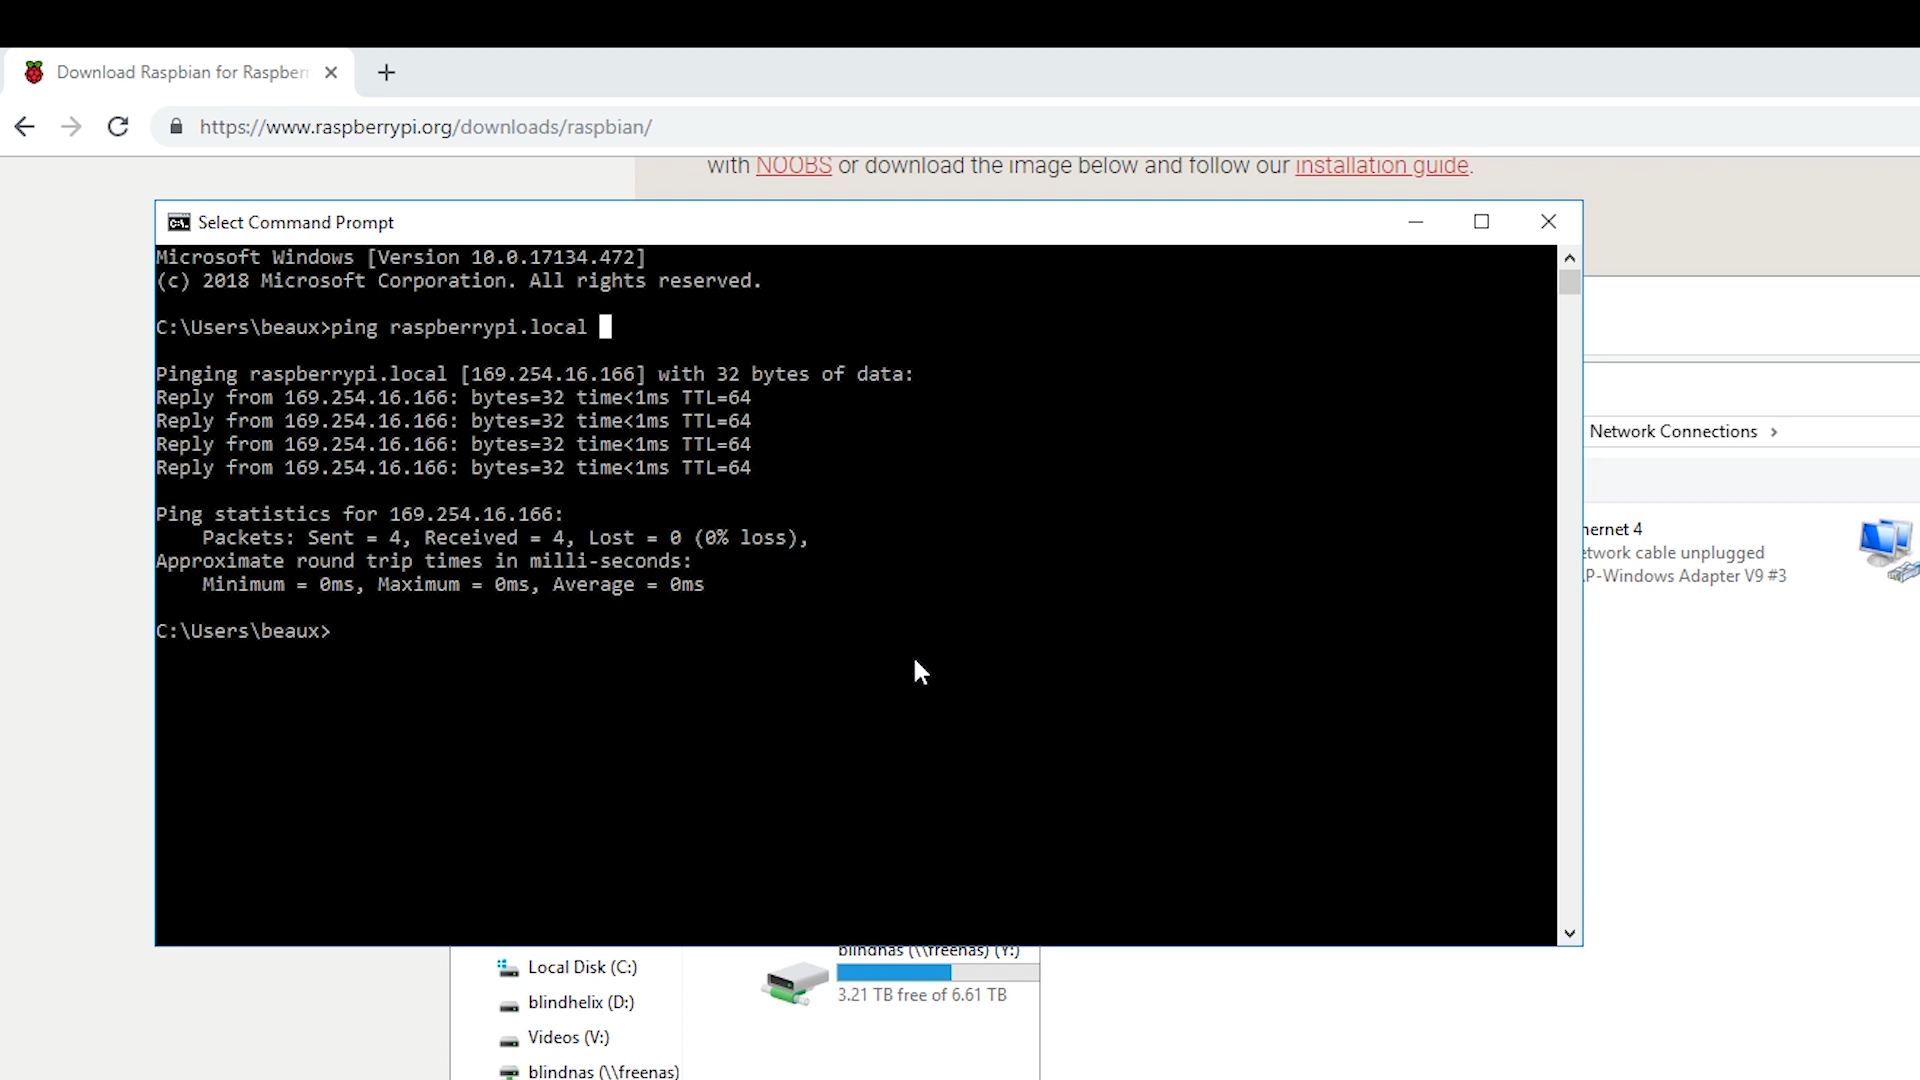 Download Raspbian for Raspberr
https://www.raspberrypi.org/downloads/raspbian/
with NOOBS or download the image below and follow our installation guide.
Select Command Prompt
Microsoft Windows [Version 10.0.17134.472]
(c) 2018 Microsoft Corporation. All rights reserved.
C:\Users\beaux>ping raspberrypi.local
Pinging raspberrypi.local [169.254.16.166] with 32 bytes of data:
Reply from 169.254.16.166: bytes=32 time<1ms TTL=64
Reply from 169.254.16.166: bytes=32 time<1ms TTL=64
Reply from 169.254.16.166: bytes=32 time<1ms TTL=64
Reply from 169.254.16.166: bytes=32 time<1ms TTL=64
Ping statistics for 169.254.16.166:
Packets: Sent = 4, Received = 4, Lost = 0 (0% loss),
Approximate round trip times in milli-seconds:
Minimum = 0ms, Maximum = 0ms, Average = 0ms
C:\Users\beaux>
Network Connections >
hernet 4
etwork cable unplugged
P-Windows Adapter V9 #3
blindnas (\\freenas) (Y:)
3.21 TB free of 6.61 TB
Local Disk (C:)
blindhelix (D:)
Videos (V:)
blindnas (\\freenas)